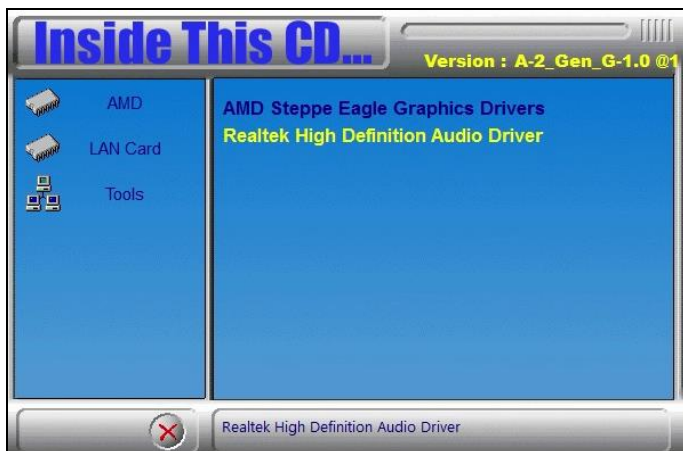 Inside This CD...
Version : A-2_Gen_G-1.0 @1
AMD
LAN Card
Tools
AMD Steppe Eagle Graphics Drivers
Realtek High Definition Audio Driver
Realtek High Definition Audio Driver